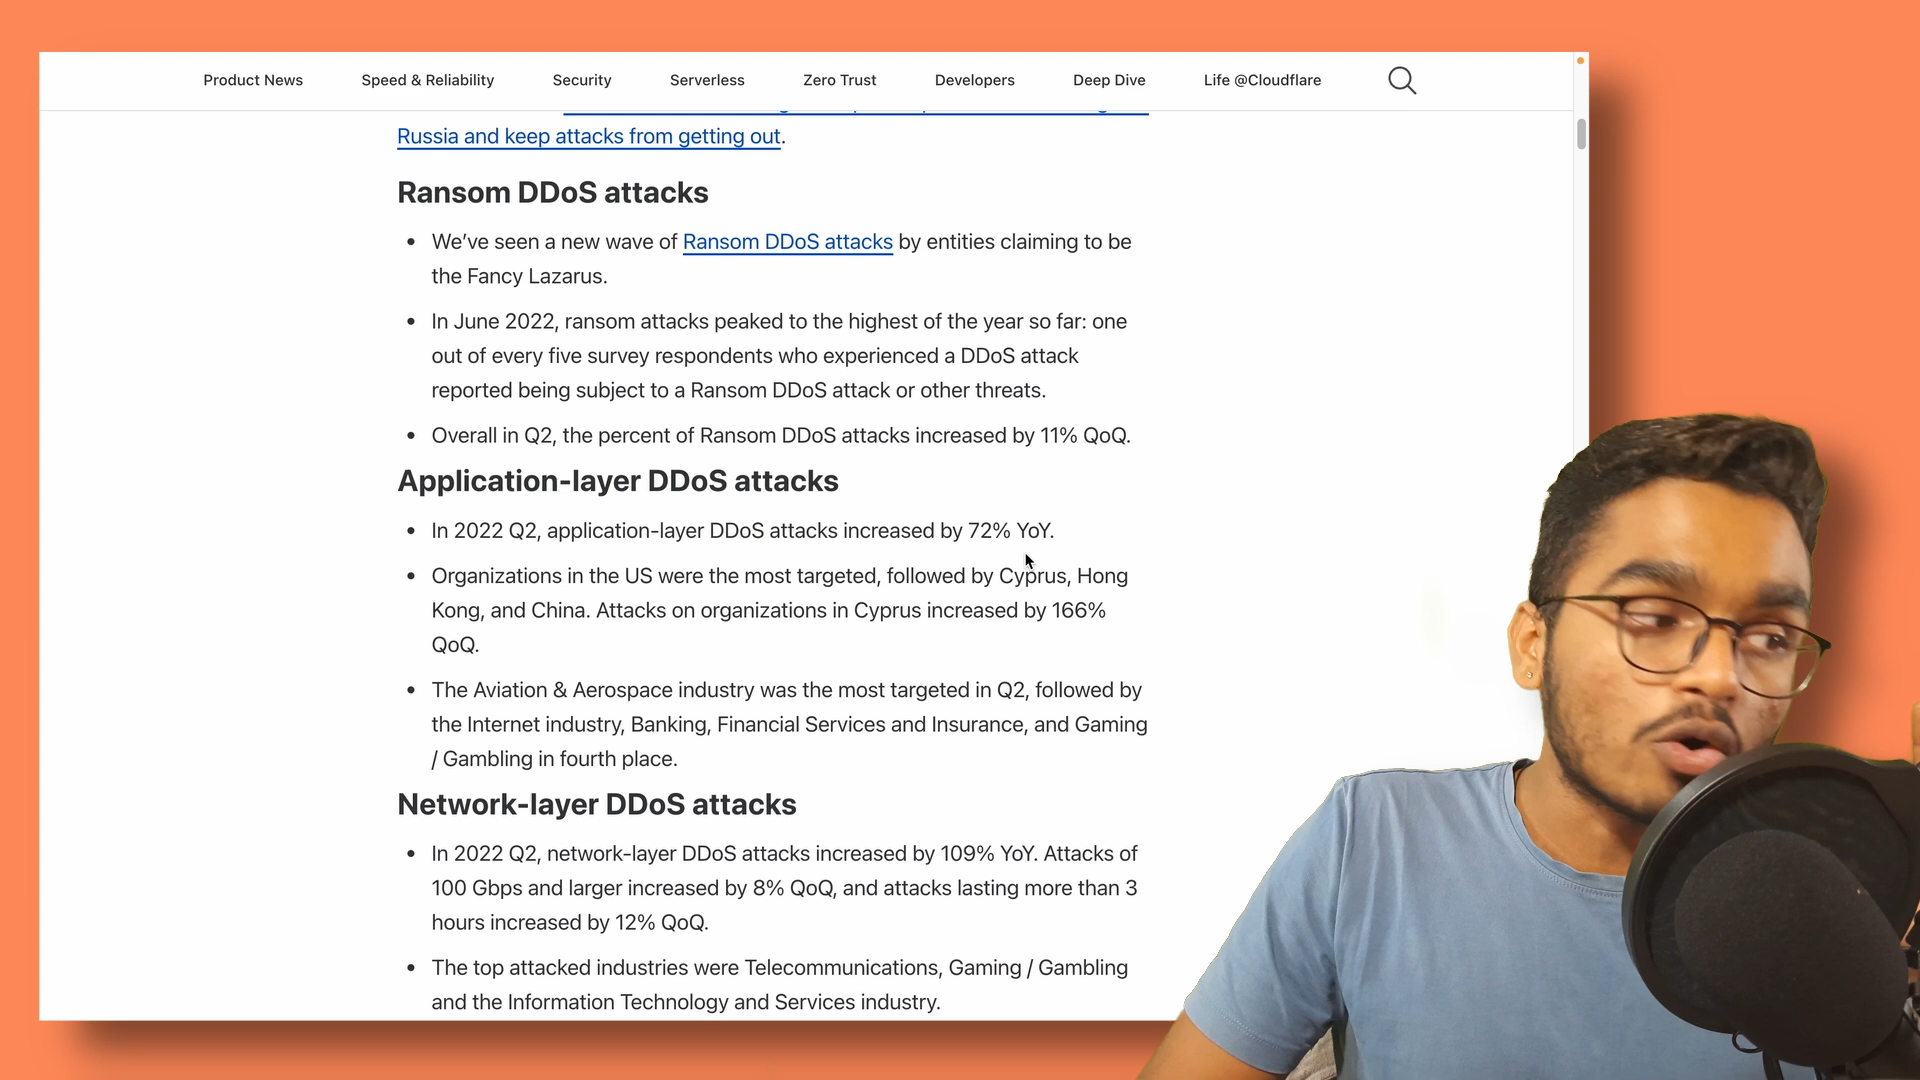 Product News Speed & Reliability Security Serverless Zero Trust Developers Deep Dive Life @Cloudflare
Russia and keep attacks from getting out.
Ransom DDoS attacks
• We’ve seen a new wave of Ransom DDoS attacks by entities claiming to be
the Fancy Lazarus.
• In June 2022, ransom attacks peaked to the highest of the year so far: one
out of every five survey respondents who experienced a DDoS attack
reported being subject to a Ransom DDoS attack or other threats.
• Overall in Q2, the percent of Ransom DDoS attacks increased by 11% QoQ.
Application-layer DDoS attacks
• In 2022 Q2, application-layer DDoS attacks increased by 72% YoY.
• Organizations in the US were the most targeted, followed by Cyprus, Hong
Kong, and China. Attacks on organizations in Cyprus increased by 166%
QoQ.
• The Aviation & Aerospace industry was the most targeted in Q2, followed by
the Internet industry, Banking, Financial Services and Insurance, and Gaming
/ Gambling in fourth place.
Network-layer DDoS attacks
• In 2022 Q2, network-layer DDoS attacks increased by 109% YoY. Attacks of
100 Gbps and larger increased by 8% QoQ, and attacks lasting more than 3
hours increased by 12% QoQ.
• The top attacked industries were Telecommunications, Gaming / Gambling
and the Information Technology and Services industry.